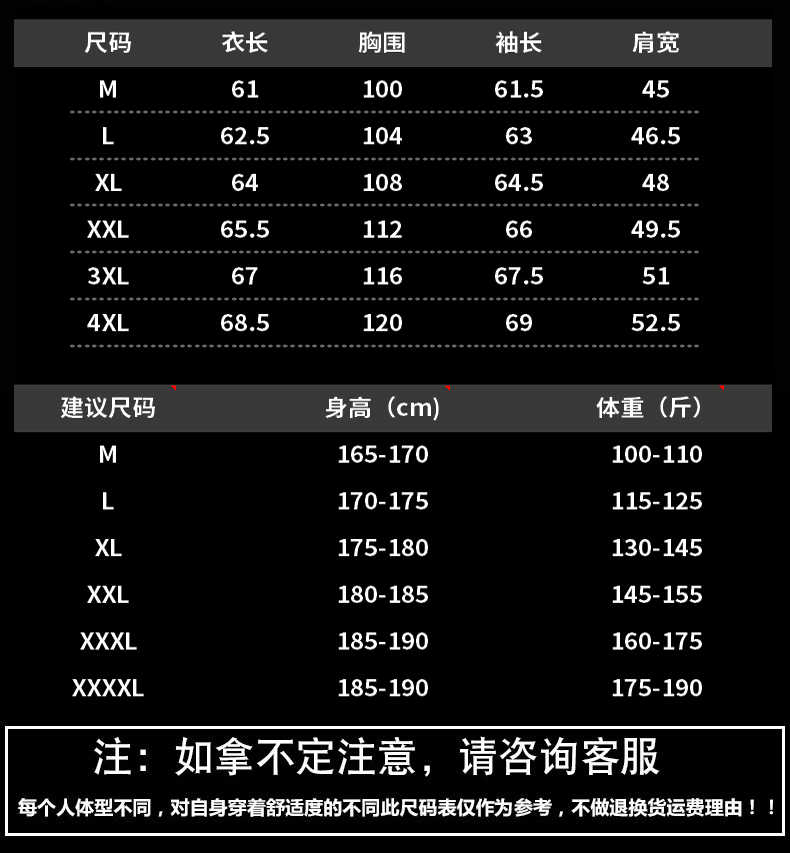 尺码 衣长 胸围 袖长 肩宽
M 61 100 61.5 45
L 62.5 104 63 46.5
XL 64 108 64.5 48
XXL 65.5 112 66 49.5
3XL 67 116 67.5 51
4XL 68.5 120 69 52.5
建议尺码 身高（cm) 体重（斤）
M 165-170 100-110
L 170-175 115-125
XL 175-180 130-145
XXL 180-185 145-155
XXXL 185-190 160-175
XXXXL 185-190 175-190
注：如拿不定注意，请咨询客服
每个人体型不同，对自身穿着舒适度的不同此尺码表仅作为参考，不做退换货运费理由！！